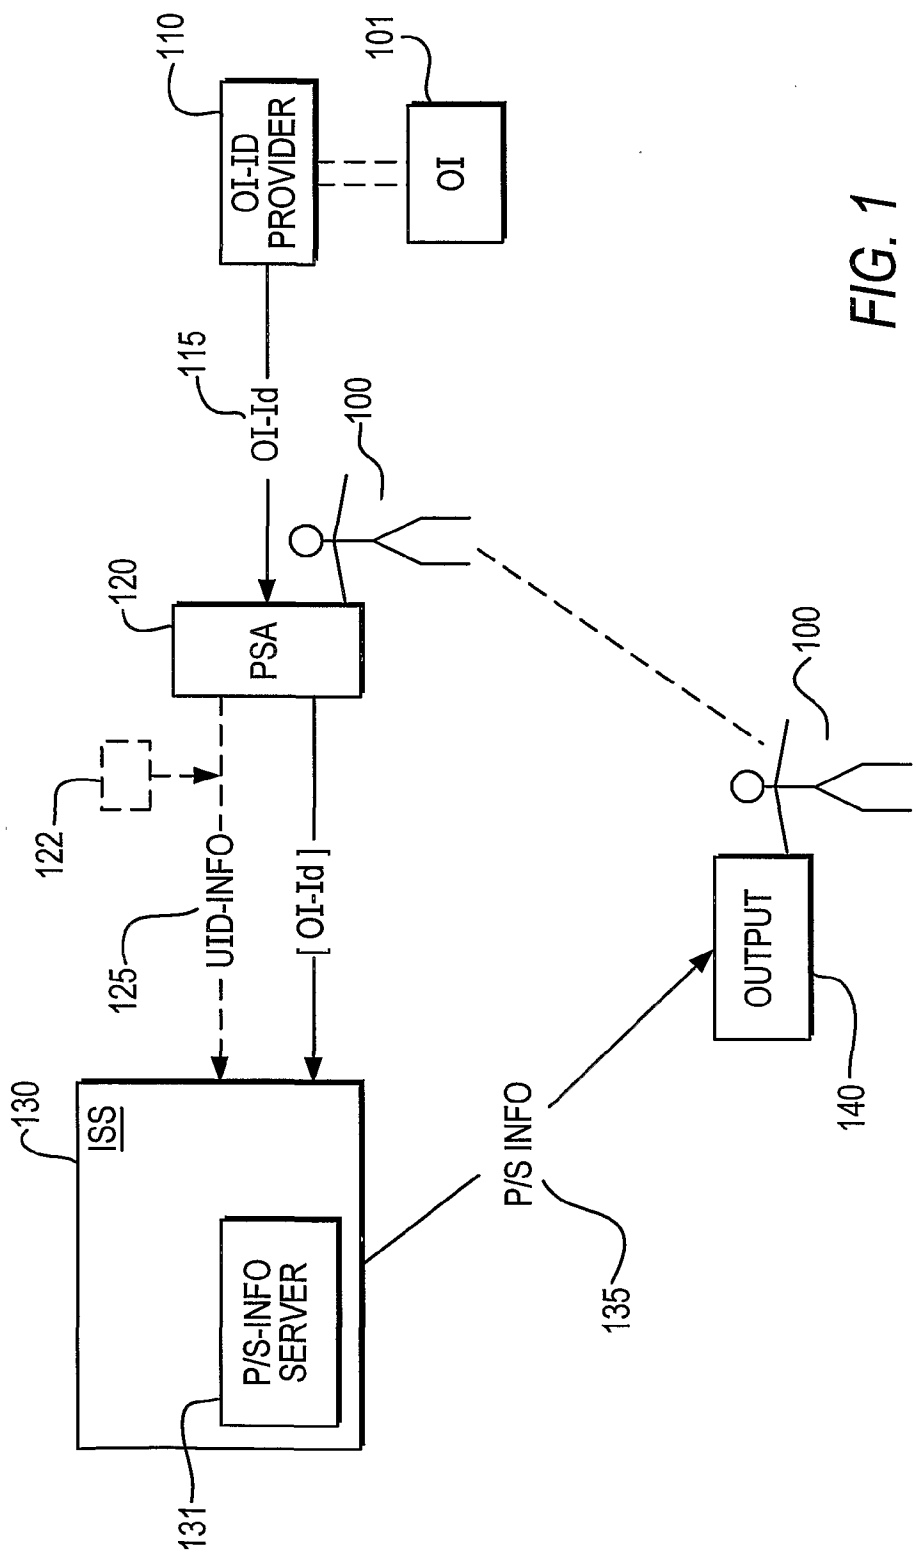 130
ISS
131
P/S-INFO
SERVER
122
125
UID-INFO
[ OI-Id ]
120
PSA
115
OI-Id
100
110
OI-ID
PROVIDER
101
OI
P/S INFO
135
OUTPUT
140
100
FIG. 1